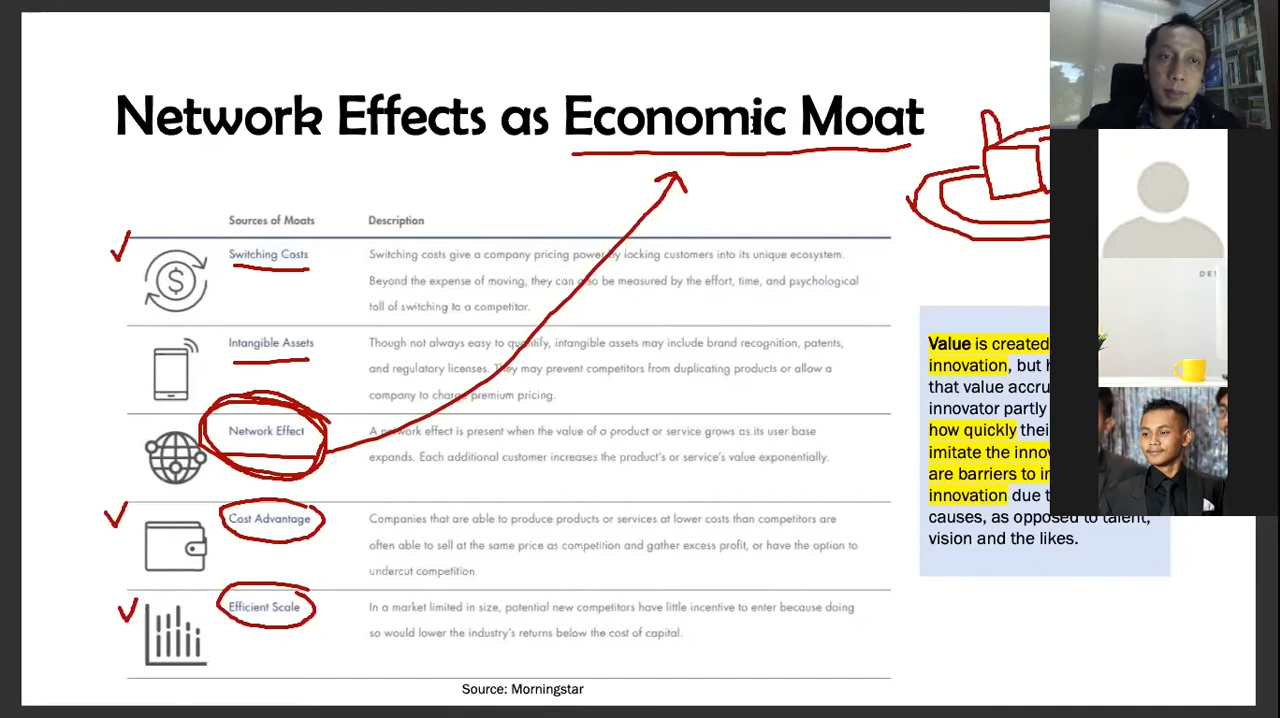 Network Effects as Economic Moat
Sources of Moats Description
Switching Costs Switching costs give a company pricing power by locking customers into its unique ecosystem.
Beyond the expense of moving, they can also be measured by the effort, time, and psychological
toll of switching to a competitor.
Intangible Assets Though not always easy to quantify, intangible assets may include brand recognition, patents,
and regulatory licenses. They may prevent competitors from duplicating products or allow a
company to charge premium pricing.
Network Effect A network effect is present when the value of a product or service grows as its user base
expands. Each additional customer increases the product's or service's value exponentially.
Cost Advantage Companies that are able to produce products or services at lower costs than competitors are
often able to sell at the same price as competition and gather excess profit, or have the option to
undercut competition.
Efficient Scale In a market limited in size, potential new competitors have little incentive to enter because doing
so would lower the industry's returns below the cost of capital.
Source: Morningstar
Value is created
innovation, but
that value accru
innovator partly
how quickly thei
imitate the inno
are barriers to i
innovation due t
causes, as opposed to talent,
vision and the likes.